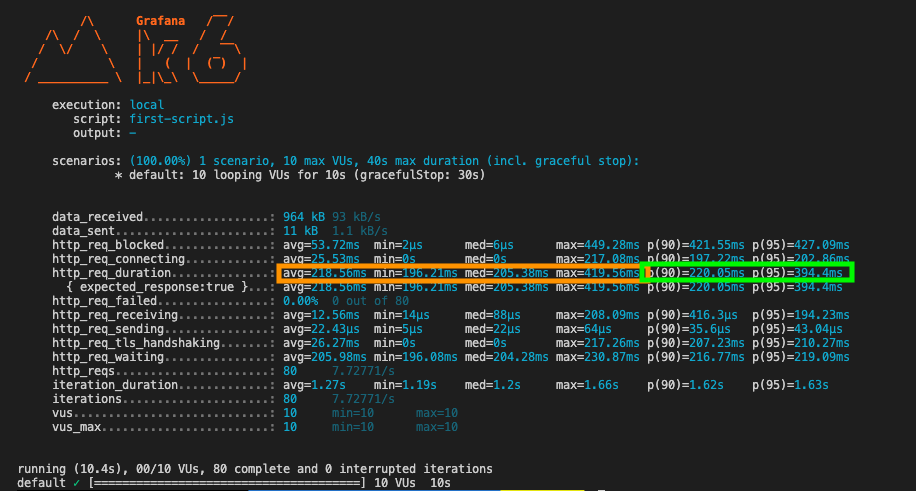 Grafana
execution: local
script: first-script.js
output: -
scenarios: (100.00%) 1 scenario, 10 max VUs, 40s max duration (incl. graceful stop):
* default: 10 looping VUs for 10s (gracefulStop: 30s)
data_received..................: 964 kB 93 kB/s
data_sent......................: 11 kB 1.1 kB/s
http_req_blocked...............: avg=53.72ms min=2µs med=6µs max=449.28ms p(90)=421.55ms p(95)=427.09ms
http_req_connecting............: avg=25.53ms min=0s med=0s max=217.08ms p(90)=197.22ms p(95)=202.86ms
http_req_duration..............: avg=218.56ms min=196.21ms med=205.38ms max=419.56ms p(90)=220.05ms p(95)=394.4ms
{ expected_response:true }...: avg=218.56ms min=196.21ms med=205.38ms max=419.56ms p(90)=220.05ms p(95)=394.4ms
http_req_failed................: 0.00% 0 out of 80
http_req_receiving.............: avg=12.56ms min=14µs med=88µs max=208.09ms p(90)=416.3µs p(95)=194.23ms
http_req_sending...............: avg=22.43µs min=5µs med=22µs max=64µs p(90)=35.6µs p(95)=43.04µs
http_req_tls_handshaking.......: avg=26.27ms min=0s med=0s max=217.26ms p(90)=207.23ms p(95)=210.27ms
http_req_waiting...............: avg=205.98ms min=196.08ms med=204.28ms max=230.87ms p(90)=216.77ms p(95)=219.09ms
http_reqs......................: 80 7.72771/s
iteration_duration.............: avg=1.27s min=1.19s med=1.2s max=1.66s p(90)=1.62s p(95)=1.63s
iterations.....................: 80 7.72771/s
vus............................: 10 min=10 max=10
vus_max........................: 10 min=10 max=10
running (10.4s), 00/10 VUs, 80 complete and 0 interrupted iterations
default ✓ [======================================] 10 VUs 10s